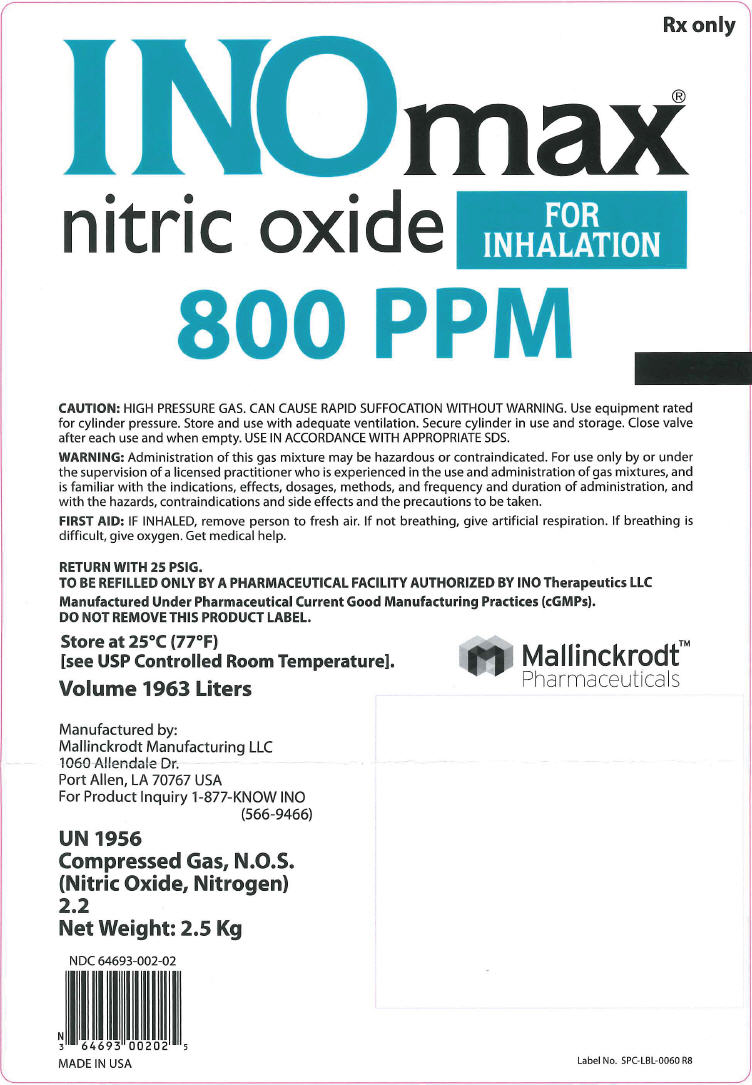 Rx only
INOmax®
nitric oxide FOR INHALATION
800 PPM
CAUTION: HIGH PRESSURE GAS. CAN CAUSE RAPID SUFFOCATION WITHOUT WARNING. Use equipment rated
for cylinder pressure. Store and use with adequate ventilation. Secure cylinder in use and storage. Close valve
after each use and when empty. USE IN ACCORDANCE WITH APPROPRIATE SDS.
WARNING: Administration of this gas mixture may be hazardous or contraindicated. For use only by or under
the supervision of a licensed practitioner who is experienced in the use and administration of gas mixtures, and
is familiar with the indications, effects, dosages, methods, and frequency and duration of administration, and
with the hazards, contraindications and side effects and the precautions to be taken.
FIRST AID: IF INHALED, remove person to fresh air. If not breathing, give artificial respiration. If breathing is
difficult, give oxygen. Get medical help.
RETURN WITH 25 PSIG.
TO BE REFILLED ONLY BY A PHARMACEUTICAL FACILITY AUTHORIZED BY INO Therapeutics LLC
Manufactured Under Pharmaceutical Current Good Manufacturing Practices (cGMPs).
DO NOT REMOVE THIS PRODUCT LABEL.
Store at 25°C (77°F)
[see USP Controlled Room Temperature].
Volume 1963 Liters
Mallinckrodt™
Pharmaceuticals
Manufactured by:
Mallinckrodt Manufacturing LLC
1060 Allendale Dr.
Port Allen, LA 70767 USA
For Product Inquiry 1-877-KNOW INO
(566-9466)
UN 1956
Compressed Gas, N.O.S.
(Nitric Oxide, Nitrogen)
2.2
Net Weight: 2.5 Kg
NDC 64693-002-02
N
3 64693 00202 5
MADE IN USA
Label No. SPC-LBL-0060 R8